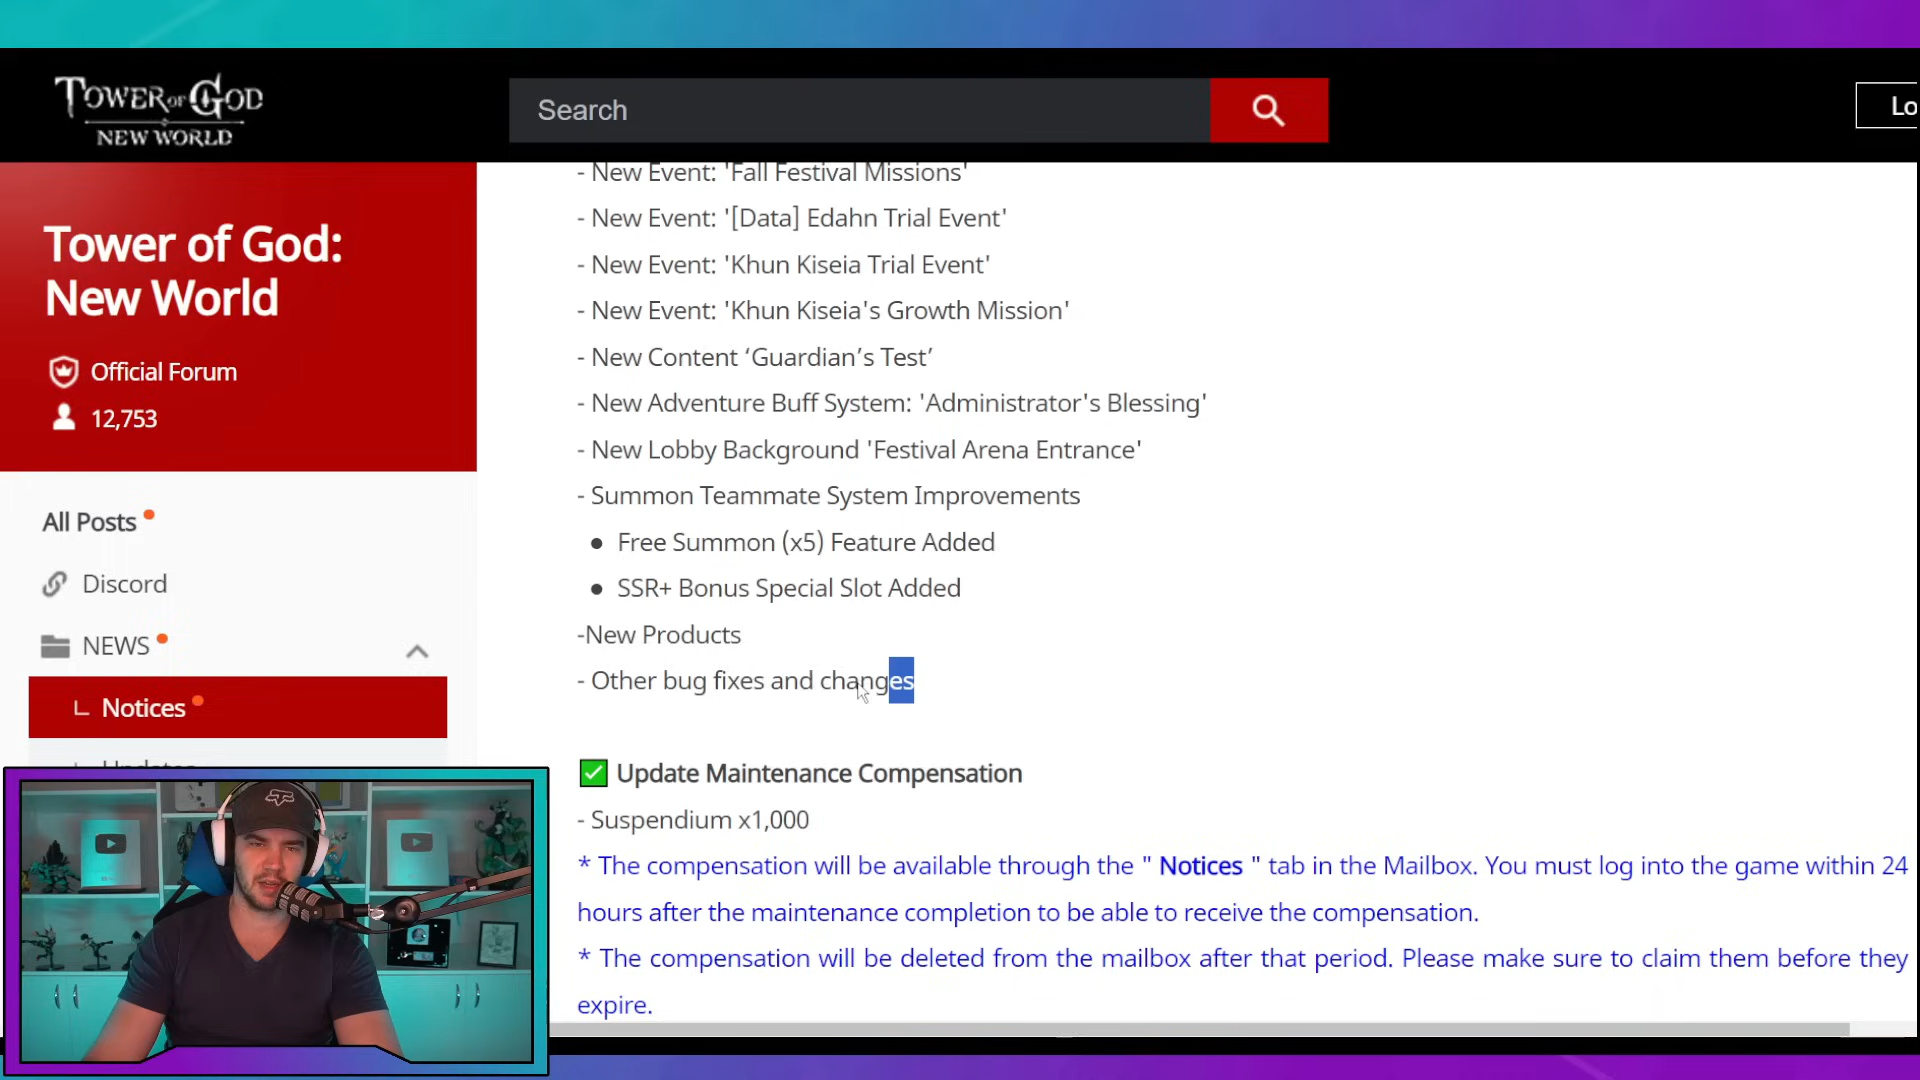 TOWER OF GOD
NEW WORLD
Search
Lo
Tower of God:
New World
Official Forum
12,753
All Posts
Discord
NEWS
Notices
- New Event: 'Fall Festival Missions'
- New Event: '[Data] Edahn Trial Event'
- New Event: 'Khun Kiseia Trial Event'
- New Event: 'Khun Kiseia's Growth Mission'
- New Content ‘Guardian’s Test’
- New Adventure Buff System: 'Administrator's Blessing'
- New Lobby Background 'Festival Arena Entrance'
- Summon Teammate System Improvements
● Free Summon (x5) Feature Added
● SSR+ Bonus Special Slot Added
-New Products
- Other bug fixes and changes
✅ Update Maintenance Compensation
- Suspendium x1,000
* The compensation will be available through the " Notices " tab in the Mailbox. You must log into the game within 24
hours after the maintenance completion to be able to receive the compensation.
* The compensation will be deleted from the mailbox after that period. Please make sure to claim them before they
expire.